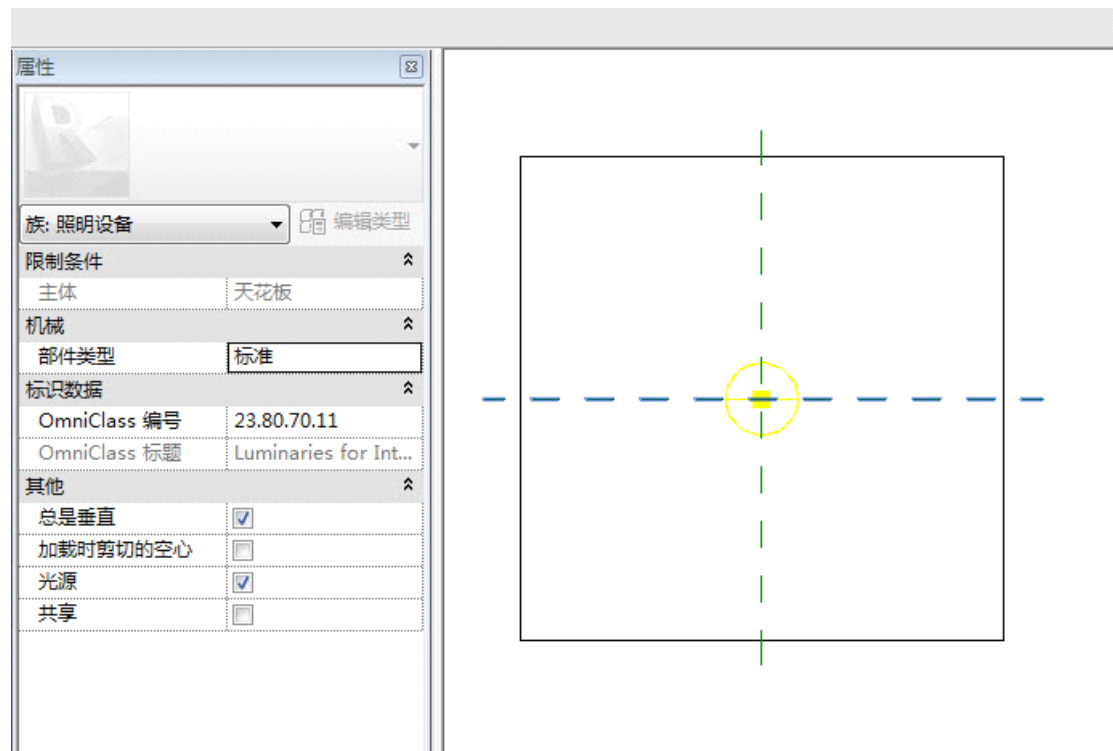 属性
族: 照明设备
编辑类型
限制条件
主体 天花板
机械
部件类型 标准
标识数据
OmniClass 编号 23.80.70.11
OmniClass 标题 Luminaries for Int...
其他
总是垂直
加载时剪切的空心
光源
共享